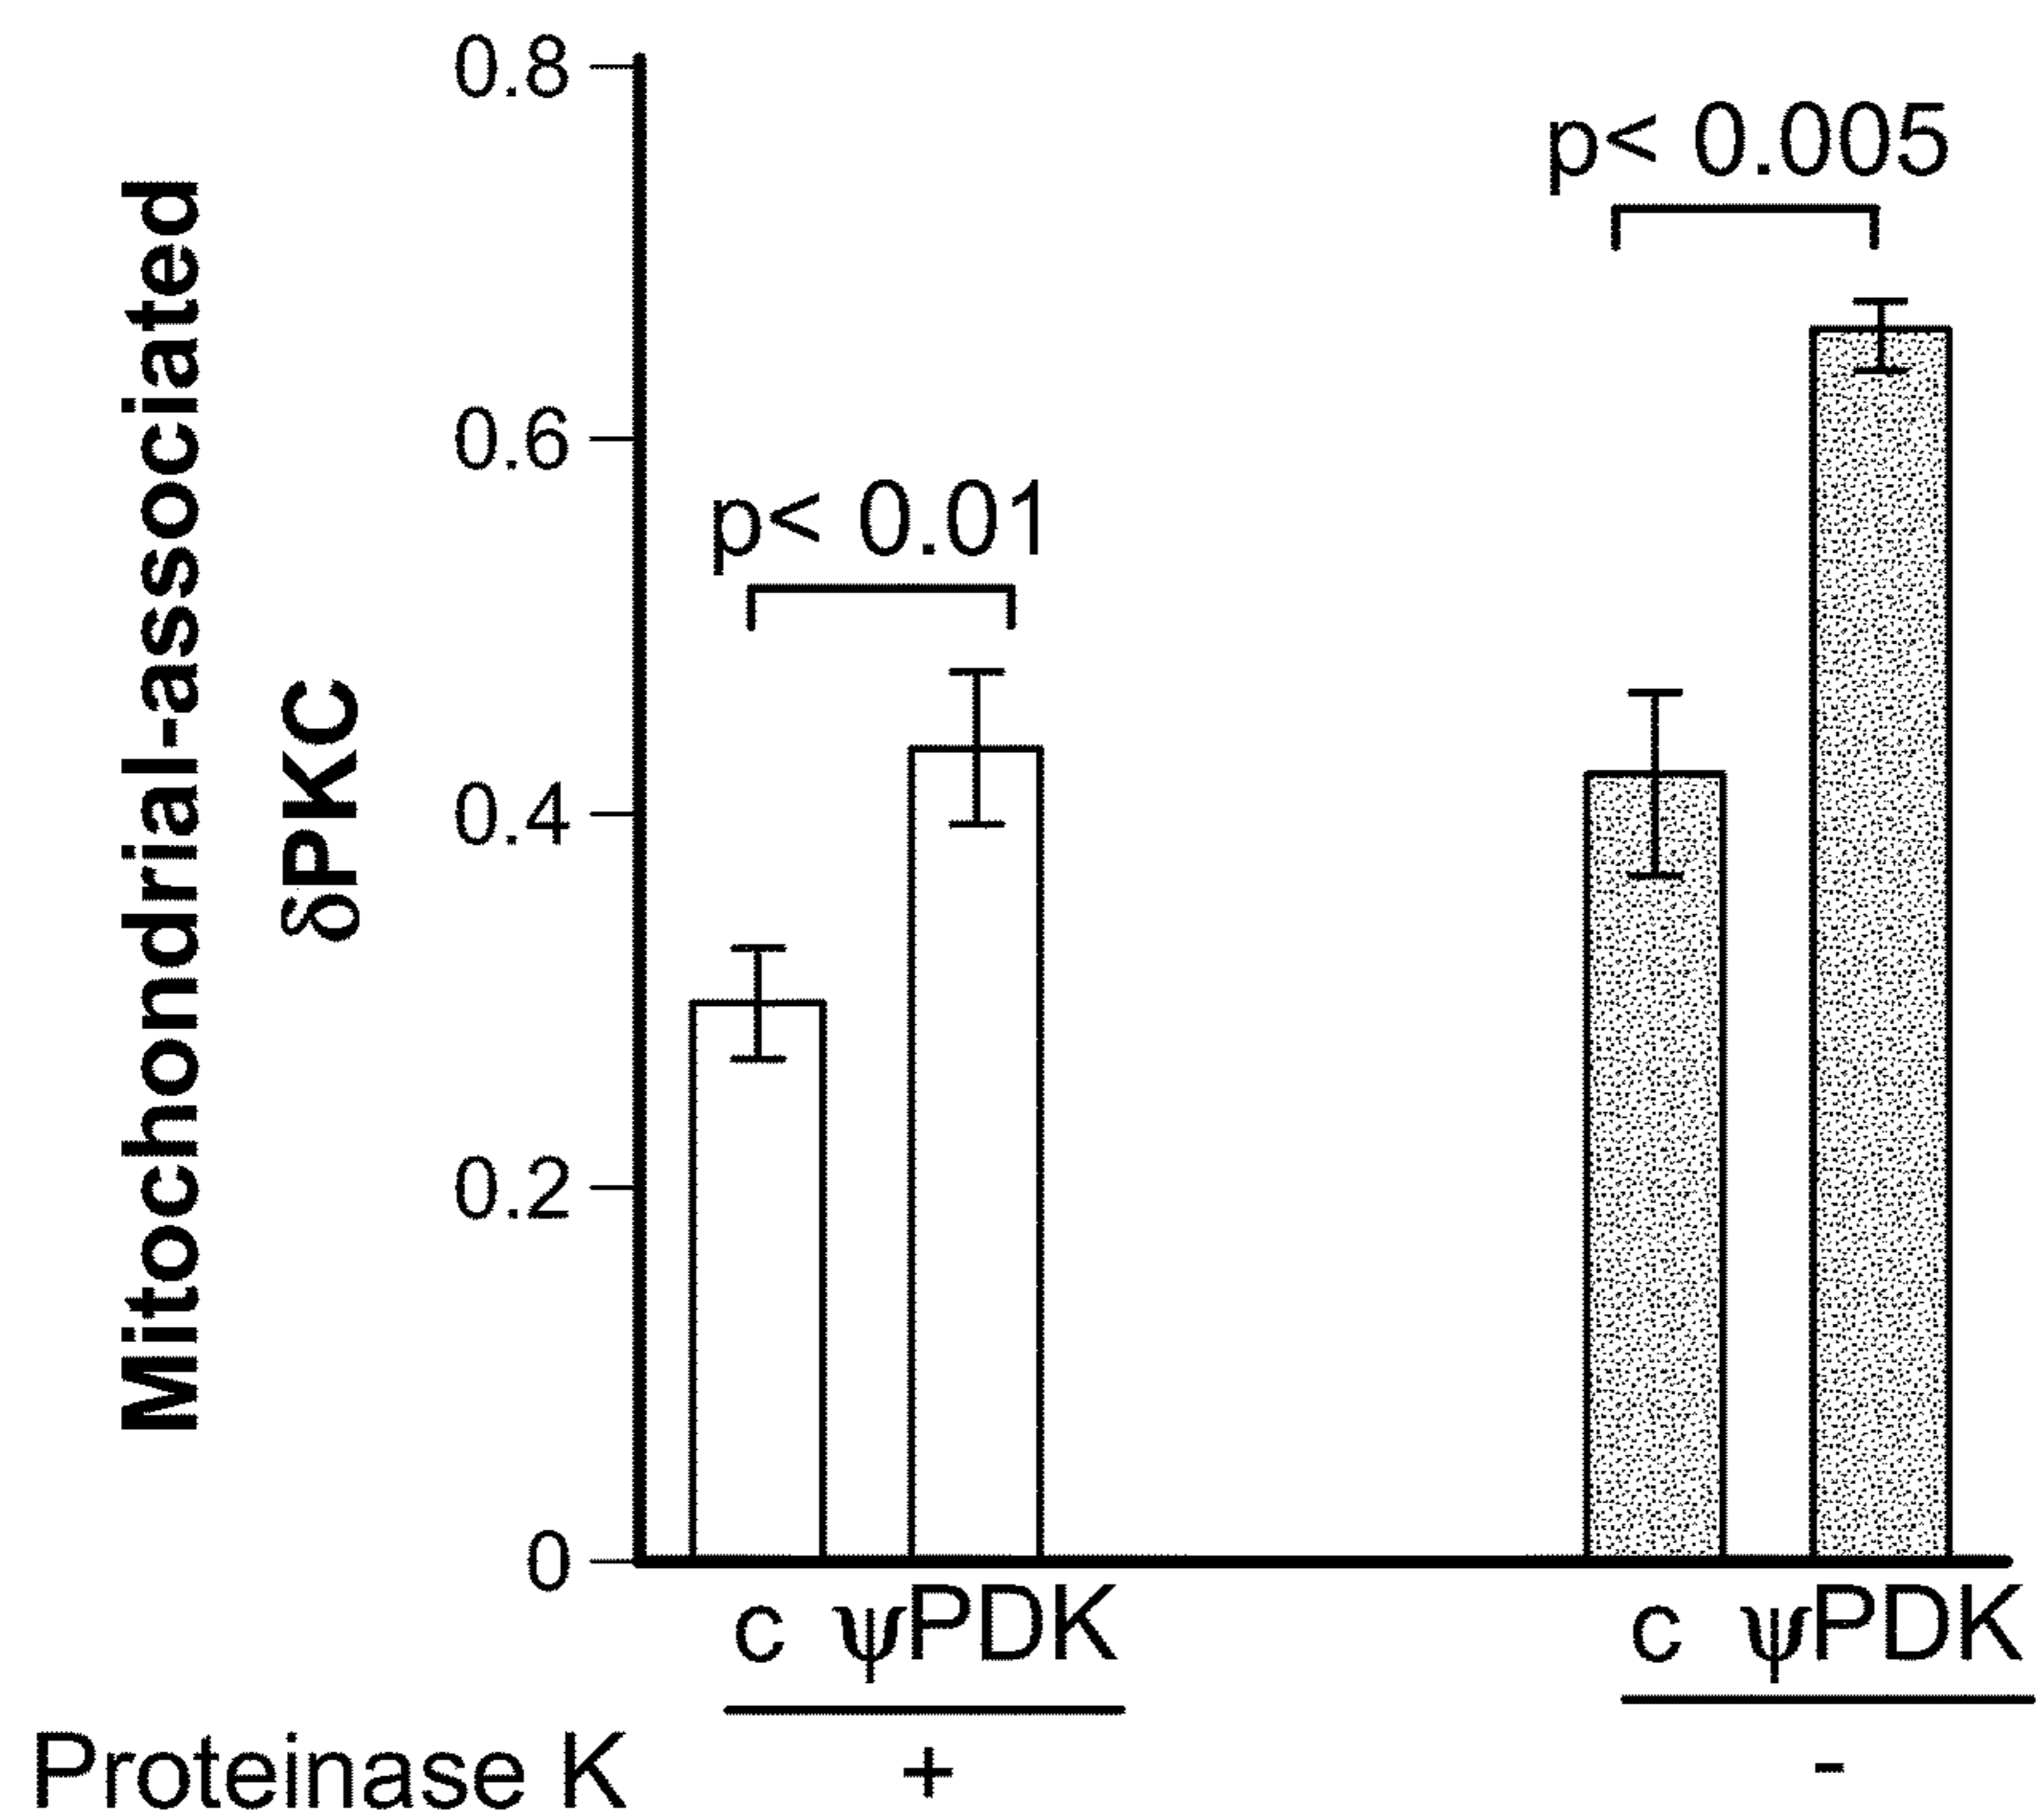 Mitochondrial-associated
δPKC
0.8
0.6
0.4
0.2
0
p< 0.01
p< 0.005
c ψPDK
c ψPDK
Proteinase K + -